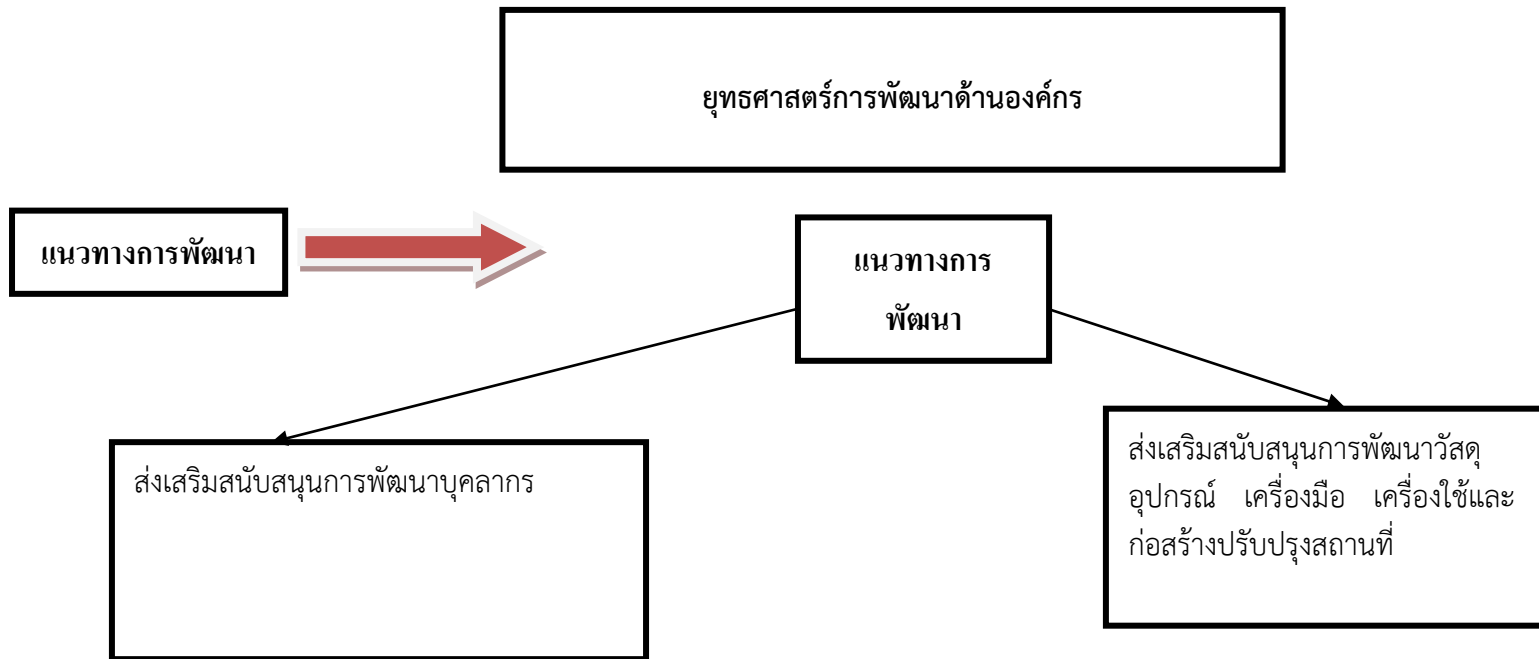 ยุทธศาสตร์การพัฒนาด้านองค์กร
แนวทางการพัฒนา
แนวทางการ
พัฒนา
ส่งเสริมสนับสนุนการพัฒนาบุคลากร
ส่งเสริมสนับสนุนการพัฒนาวัสดุ
อุปกรณ์ เครื่องมือ เครื่องใช้และ
ก่อสร้างปรับปรุงสถานที่